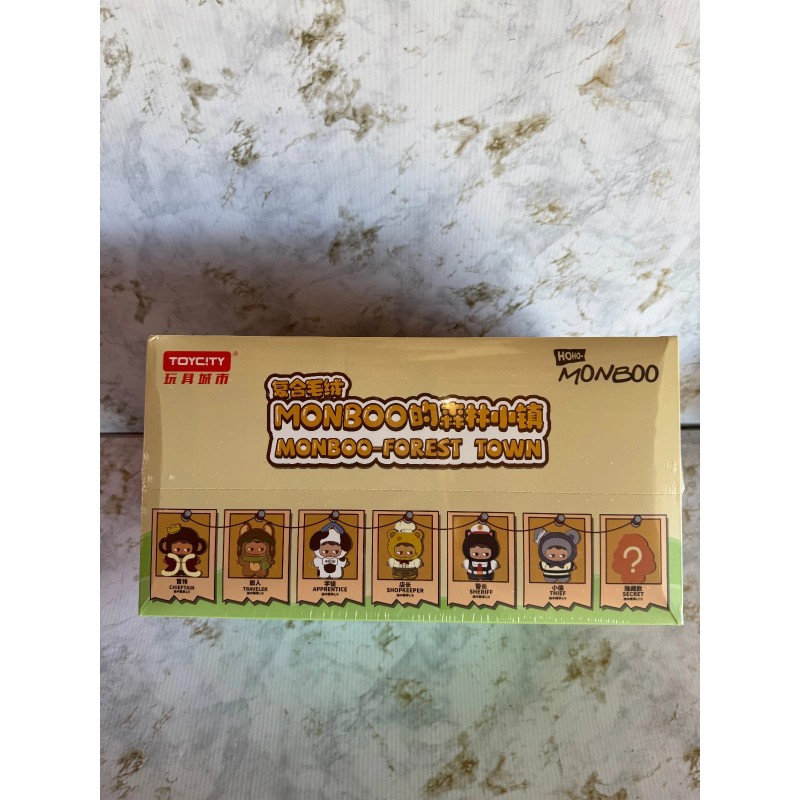 TOYCITY
玩具城市
HOHO-
MONBOO
复合毛绒
MONBOO的森林小镇
MONBOO-FOREST TOWN
首领
CHIEFTAIN
旅人
TRAVELER
学徒
APPRENTICE
店长
SHOPKEEPER
警长
SHERIFF
小偷
THIEF
?
隐藏款
SECRET